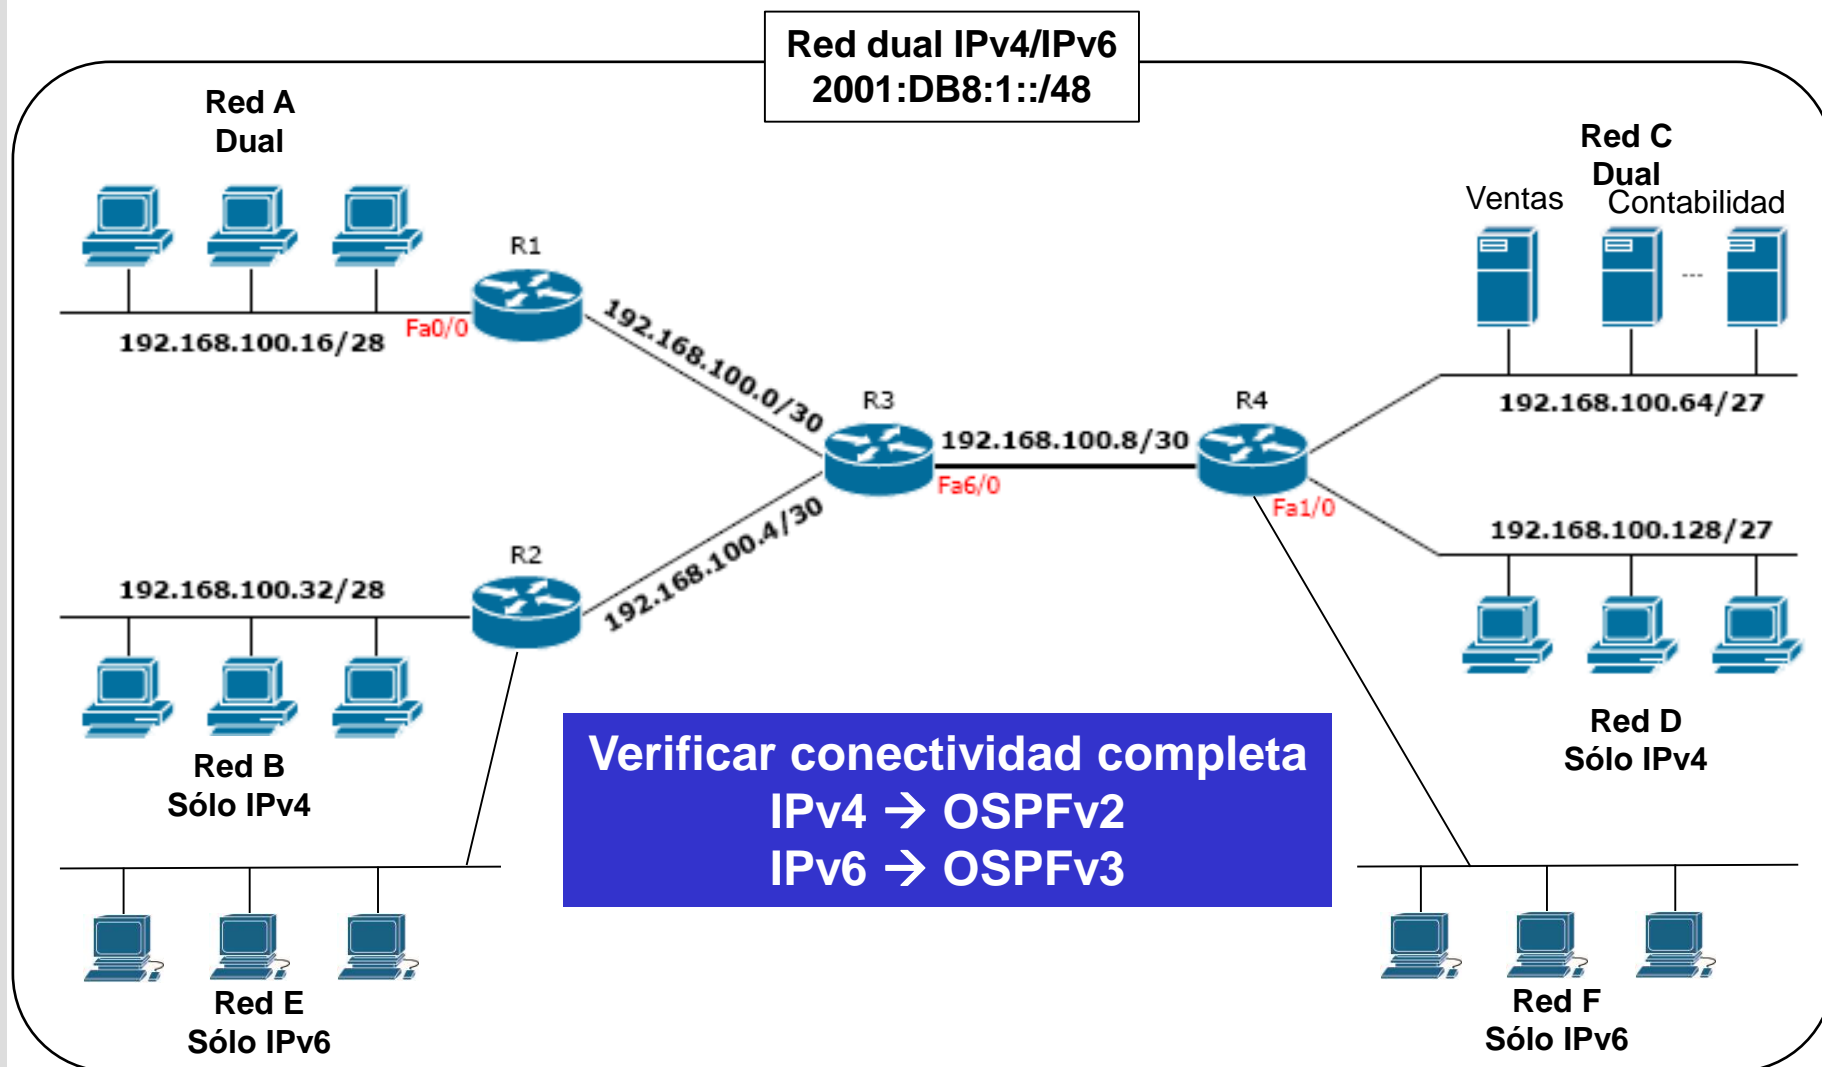 Red dual IPv4/IPv6
2001:DB8:1::/48
Red A
Dual
Red C
Dual
Ventas
Contabilidad
R1
Fa0/0
192.168.100.16/28
192.168.100.0/30
---
R3
192.168.100.8/30
Fa6/0
R4
Fa1/0
192.168.100.64/27
192.168.100.128/27
192.168.100.4/30
R2
192.168.100.32/28
Red B
Sólo IPv4
Verificar conectividad completa
IPv4 → OSPFv2
IPv6 → OSPFv3
Red D
Sólo IPv4
Red E
Sólo IPv6
Red F
Sólo IPv6